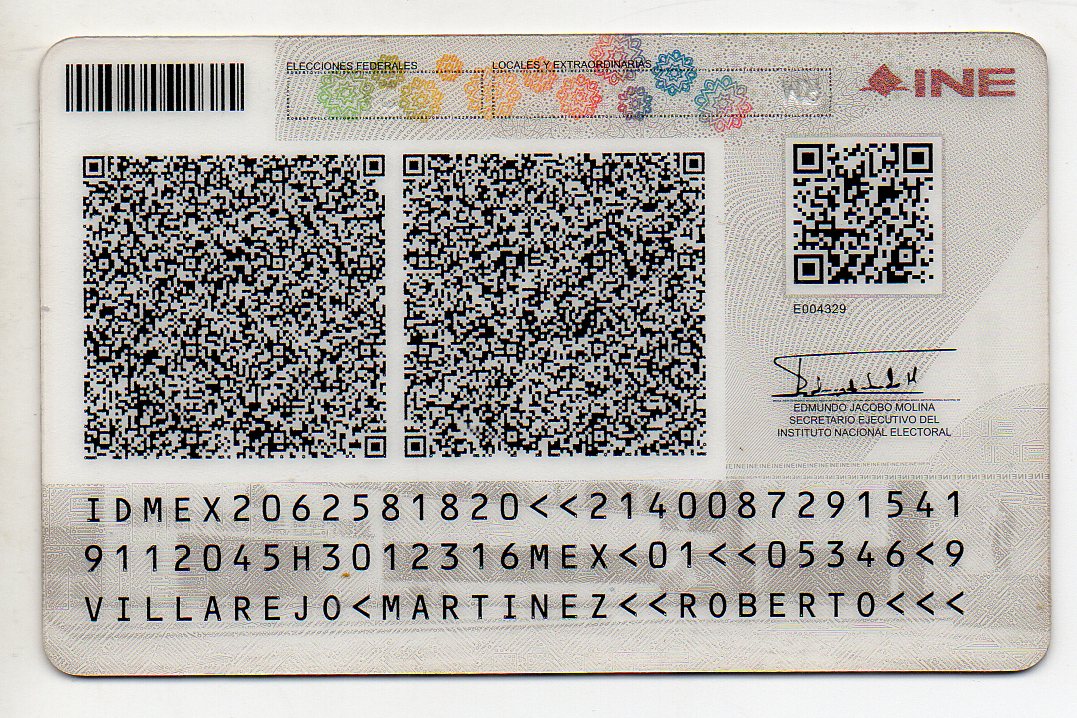 ELECCIONES FEDERALES LOCALES Y EXTRAORDINARIAS
INE
E004329
EDMUNDO JACOBO MOLINA
SECRETARIO EJECUTIVO DEL
INSTITUTO NACIONAL ELECTORAL
IDMEX2062581820<<2140087291541
9112045H3012316MEX<01<<05346<9
VILLAREJO<MARTINEZ<<ROBERTO<<<